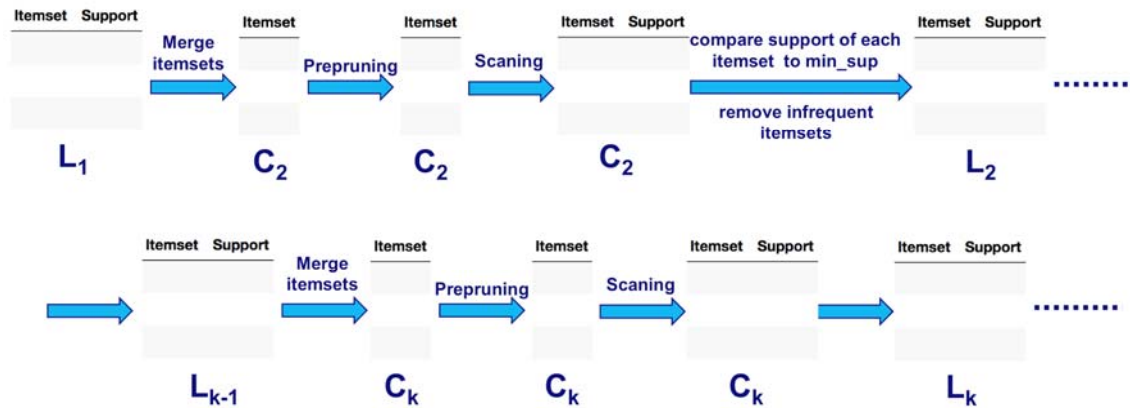 Itemset Support
Itemset
Itemset
Itemset Support
Itemset Support
Merge
itemsets
Prepruning
Scaning
compare support of each
itemset to min_sup
remove infrequent
itemsets
L1
C2
C2
C2
L2
Itemset Support
Itemset
Itemset
Itemset Support
Itemset Support
Merge
itemsets
Prepruning
Scaning
Lk-1
Ck
Ck
Ck
Lk